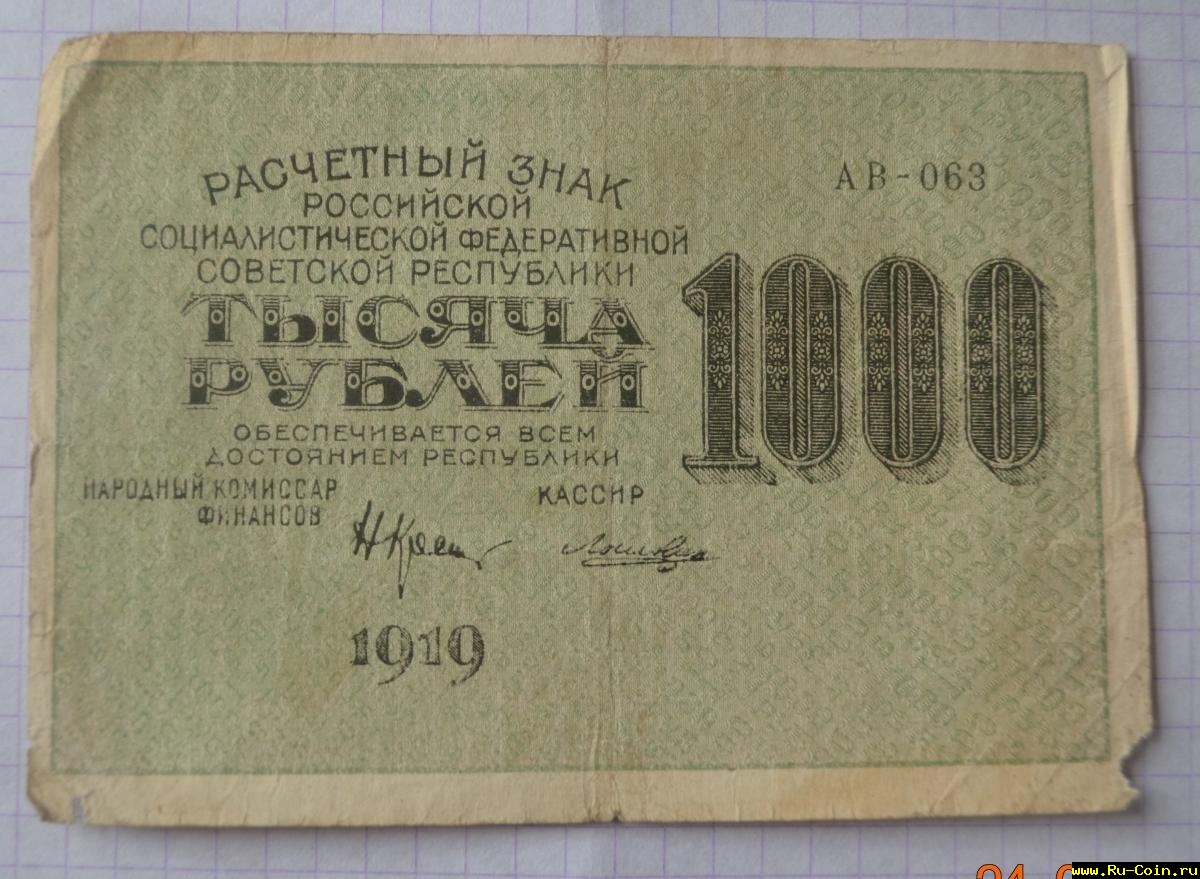 РАСЧЕТНЫЙ ЗНАК
РОССИЙСКОЙ
СОЦИАЛИСТИЧЕСКОЙ ФЕДЕРАТИВНОЙ
СОВЕТСКОЙ РЕСПУБЛИКИ
ТЫСЯЧА
РУБЛЕЙ
ОБЕСПЕЧИВАЕТСЯ ВСЕМ
ДОСТОЯНИЕМ РЕСПУБЛИКИ
НАРОДНЫЙ КОМИССАР
ФИНАНСОВ
КАССИР
1919
АВ-063
1000
www.Ru-Coin.ru